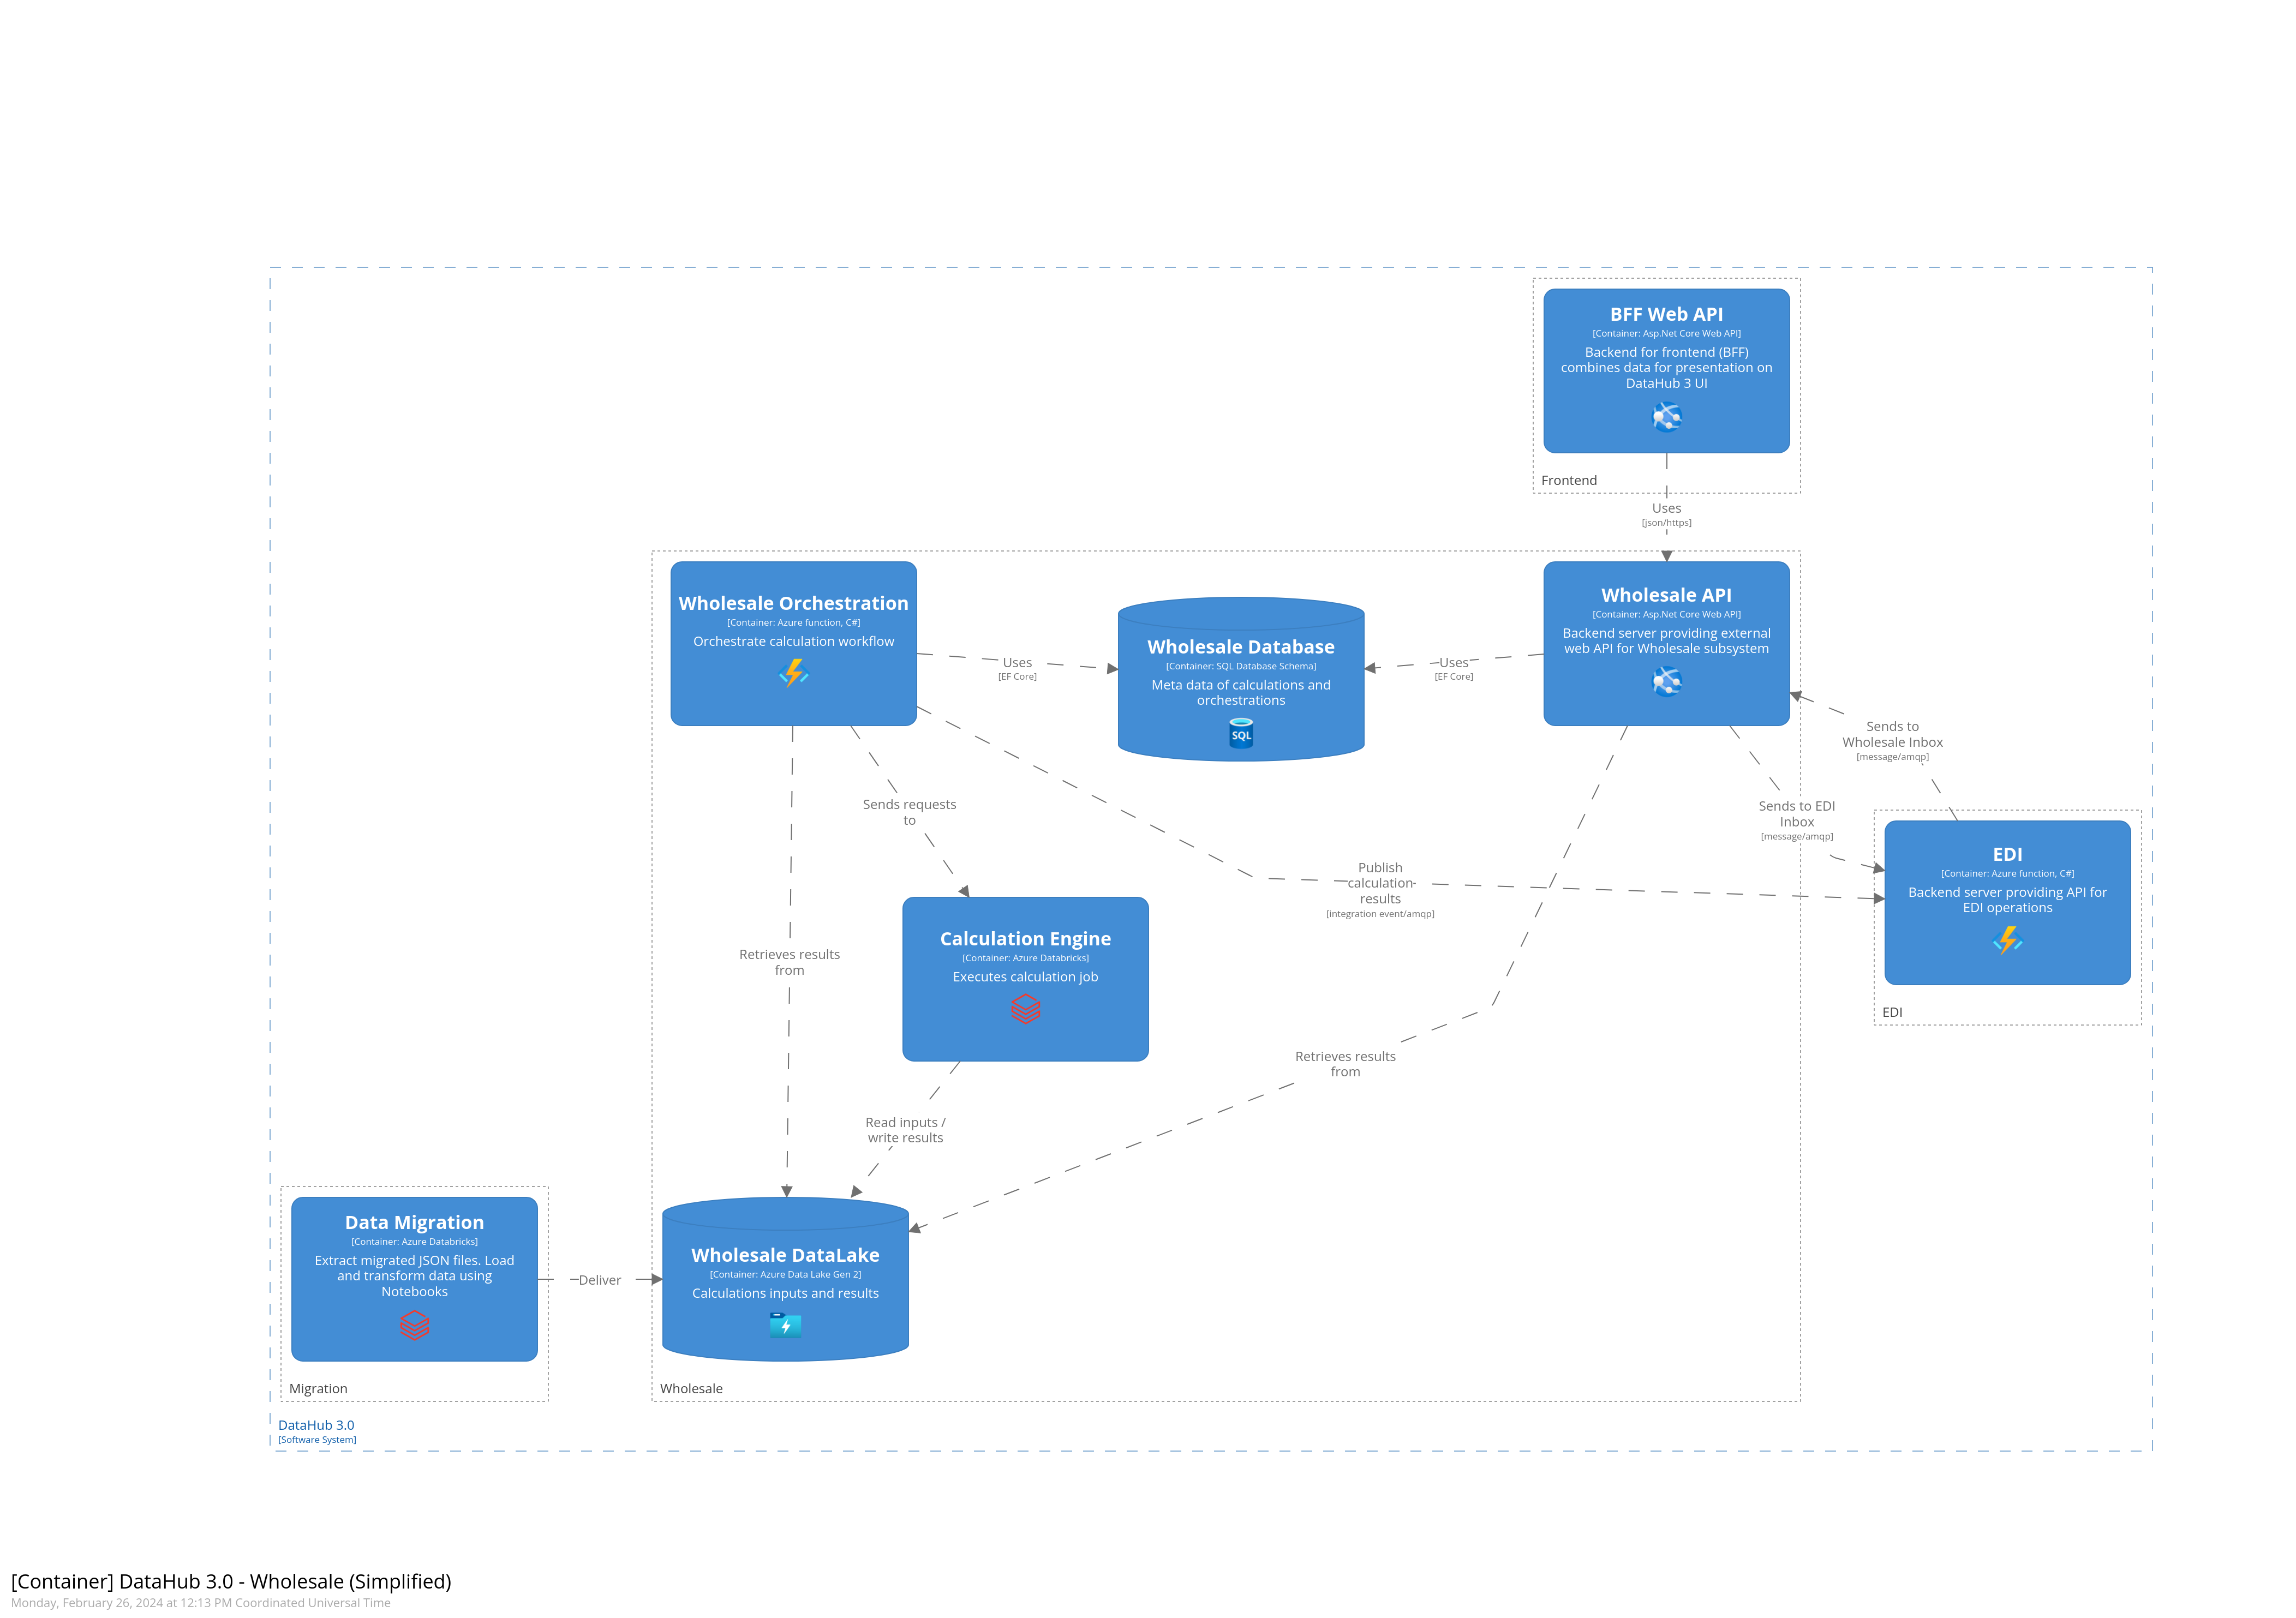 BFF Web API
[Container: Asp.Net Core Web API]
Backend for frontend (BFF)
combines data for presentation on
DataHub 3 UI
Frontend
Uses
[json/https]
Wholesale Orchestration
[Container: Azure function, C#]
Orchestrate calculation workflow
Uses
[EF Core]
Wholesale Database
[Container: SQL Database Schema]
Meta data of calculations and
orchestrations
SQL
Uses
[EF Core]
Wholesale API
[Container: Asp.Net Core Web API]
Backend server providing external
web API for Wholesale subsystem
Sends to
Wholesale Inbox
[message/amqp]
Sends requests
to
Sends to EDI
Inbox
[message/amqp]
Publish
calculation
results
[integration event/amqp]
EDI
[Container: Azure function, C#]
Backend server providing API for
EDI operations
EDI
Calculation Engine
[Container: Azure Databricks]
Executes calculation job
Retrieves results
from
Retrieves results
from
Read inputs /
write results
Data Migration
[Container: Azure Databricks]
Extract migrated JSON files. Load
and transform data using
Notebooks
Migration
Deliver
Wholesale DataLake
[Container: Azure Data Lake Gen 2]
Calculations inputs and results
Wholesale
DataHub 3.0
[Software System]
[Container] DataHub 3.0 - Wholesale (Simplified)
Monday, February 26, 2024 at 12:13 PM Coordinated Universal Time